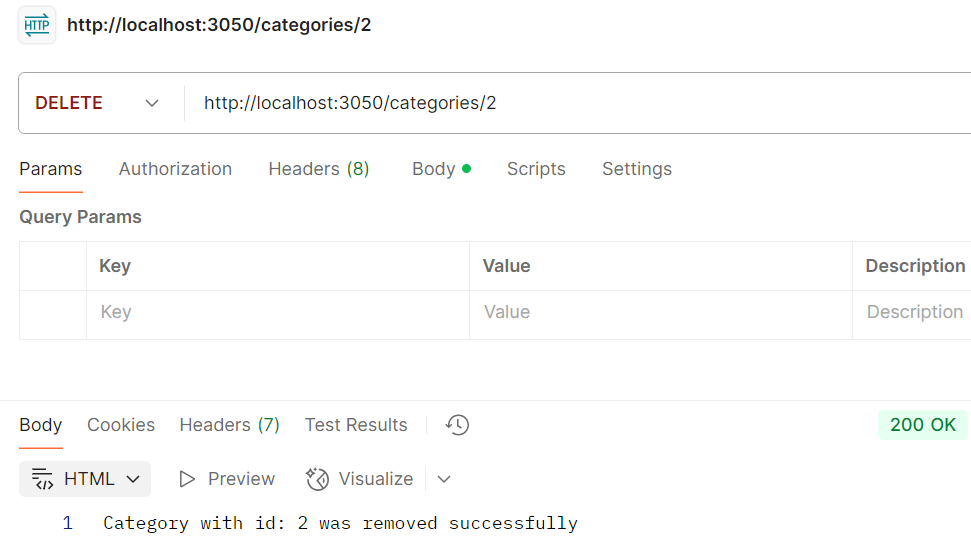 HTTP http://localhost:3050/categories/2
DELETE http://localhost:3050/categories/2
Params Authorization Headers (8) Body Scripts Settings
Query Params
Key Value Description
Key Value Description
Body Cookies Headers (7) Test Results 200 OK
HTML Preview Visualize
1 Category with id: 2 was removed successfully